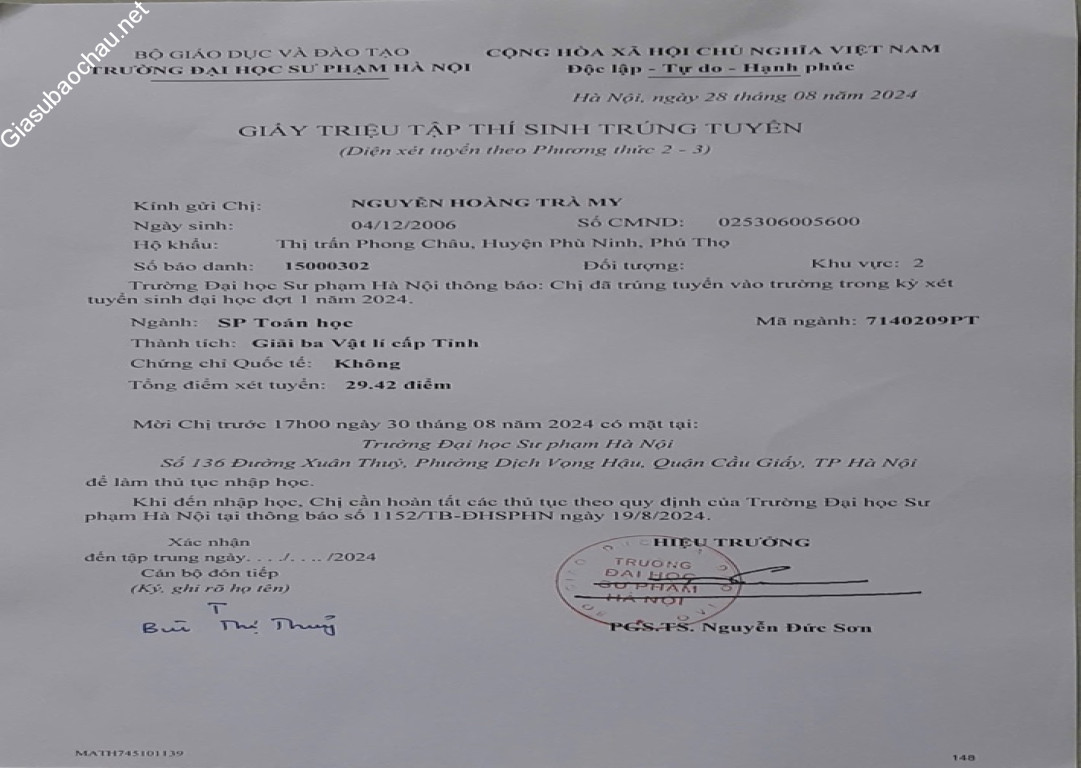 Giasubaochau.net
BỘ GIÁO DỤC VÀ ĐÀO TẠO
TRƯỜNG ĐẠI HỌC SƯ PHẠM HÀ NỘI
CỘNG HÒA XÃ HỘI CHỦ NGHĨA VIỆT NAM
Độc lập - Tự do - Hạnh phúc
Hà Nội, ngày 28 tháng 08 năm 2024
GIẤY TRIỆU TẬP THÍ SINH TRÚNG TUYỂN
(Diện xét tuyển theo Phương thức 2 - 3)
Kính gửi Chị: NGUYỄN HOÀNG TRÀ MY
Ngày sinh: 04/12/2006 Số CMND: 025306005600
Hộ khẩu: Thị trấn Phong Châu, Huyện Phù Ninh, Phú Thọ
Số báo danh: 15000302 Đối tượng: Khu vực: 2
Trường Đại học Sư phạm Hà Nội thông báo: Chị đã trúng tuyển vào trường trong kỳ xét
tuyển sinh đại học đợt 1 năm 2024.
Ngành: SP Toán học Mã ngành: 7140209PT
Thành tích: Giải ba Vật lí cấp Tỉnh
Chứng chỉ Quốc tế: Không
Tổng điểm xét tuyển: 29.42 điểm
Mời Chị trước 17h00 ngày 30 tháng 08 năm 2024 có mặt tại:
Trường Đại học Sư phạm Hà Nội
Số 136 Đường Xuân Thuỷ, Phường Dịch Vọng Hậu, Quận Cầu Giấy, TP Hà Nội
để làm thủ tục nhập học.
Khi đến nhập học, Chị cần hoàn tất các thủ tục theo quy định của Trường Đại học Sư
phạm Hà Nội tại thông báo số 1152/TB-ĐHSPHN ngày 19/8/2024.
Xác nhận
đến tập trung ngày. . . ./. . . . /2024
Cán bộ đón tiếp
(Ký, ghi rõ họ tên)
T
Bùi Thị Thuỷ
HIỆU TRƯỞNG
TRƯỜNG
ĐẠI HỌC
SƯ PHẠM
HÀ NỘI
PGS.TS. Nguyễn Đức Sơn
MATH745101139
148